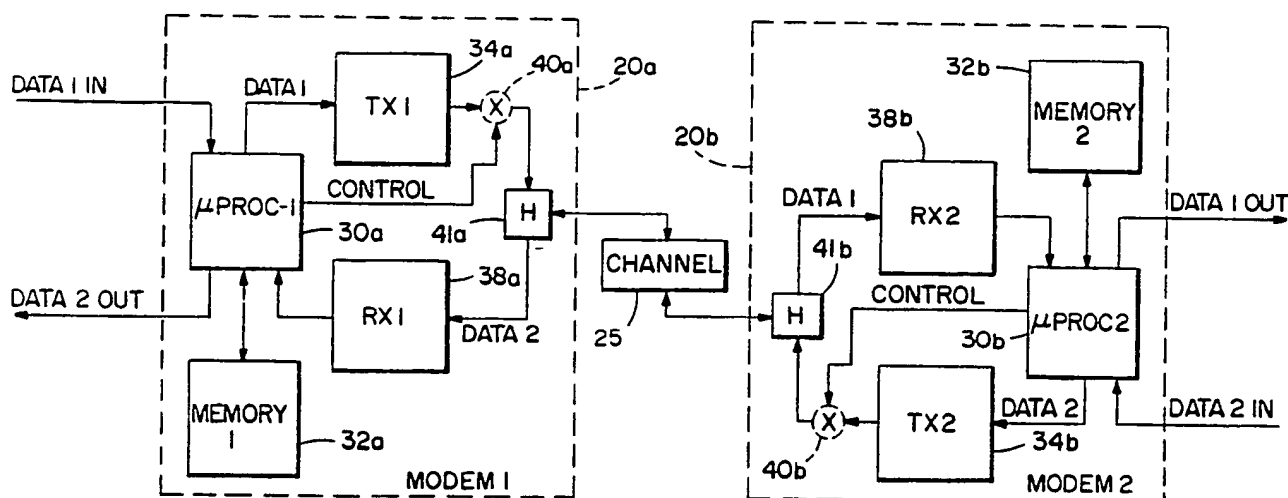 DATA 1 IN
DATA 1
34a
TX1
40a
X
20a
μPROC-1
30a
CONTROL
41a
H
DATA 2 OUT
38a
RX1
DATA 2
MEMORY
1
32a
MODEM 1
CHANNEL
25
20b
32b
MEMORY
2
38b
DATA 1
RX2
DATA 1 OUT
41b
H
CONTROL
μPROC2
30b
X
40b
TX2
34b
DATA 2
DATA 2 IN
MODEM 2